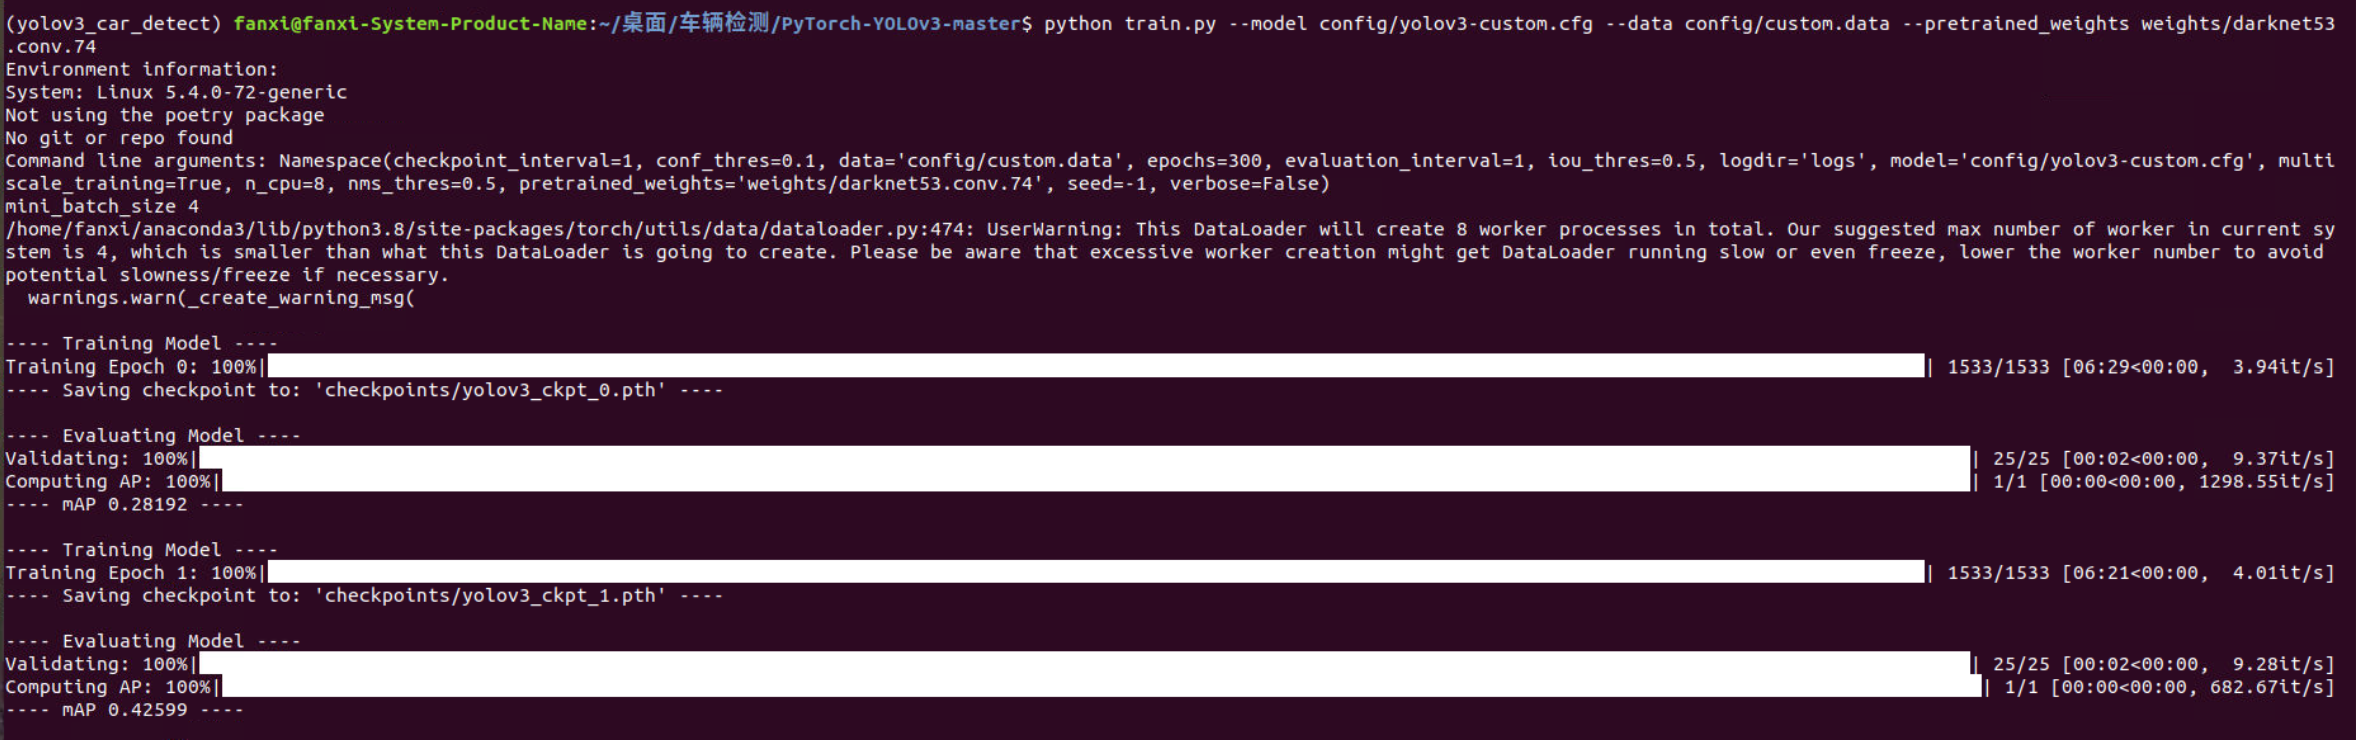 (yolov3_car_detect) fanxi@fanxi-System-Product-Name:~/桌面/车辆检测/PyTorch-YOLOv3-master$ python train.py --model config/yolov3-custom.cfg --data config/custom.data --pretrained_weights weights/darknet53
.conv.74
Environment information:
System: Linux 5.4.0-72-generic
Not using the poetry package
No git or repo found
Command line arguments: Namespace(checkpoint_interval=1, conf_thres=0.1, data='config/custom.data', epochs=300, evaluation_interval=1, iou_thres=0.5, logdir='logs', model='config/yolov3-custom.cfg', multi
scale_training=True, n_cpu=8, nms_thres=0.5, pretrained_weights='weights/darknet53.conv.74', seed=-1, verbose=False)
mini_batch_size 4
/home/fanxi/anaconda3/lib/python3.8/site-packages/torch/utils/data/dataloader.py:474: UserWarning: This DataLoader will create 8 worker processes in total. Our suggested max number of worker in current sy
stem is 4, which is smaller than what this DataLoader is going to create. Please be aware that excessive worker creation might get DataLoader running slow or even freeze, lower the worker number to avoid
potential slowness/freeze if necessary.
  warnings.warn(_create_warning_msg(
---- Training Model ----
Training Epoch 0: 100%| | 1533/1533 [06:29<00:00,  3.94it/s]
---- Saving checkpoint to: 'checkpoints/yolov3_ckpt_0.pth' ----
---- Evaluating Model ----
Validating: 100%| | 25/25 [00:02<00:00,  9.37it/s]
Computing AP: 100%| | 1/1 [00:00<00:00, 1298.55it/s]
---- mAP 0.28192 ----
---- Training Model ----
Training Epoch 1: 100%| | 1533/1533 [06:21<00:00,  4.01it/s]
---- Saving checkpoint to: 'checkpoints/yolov3_ckpt_1.pth' ----
---- Evaluating Model ----
Validating: 100%| | 25/25 [00:02<00:00,  9.28it/s]
Computing AP: 100%| | 1/1 [00:00<00:00, 682.67it/s]
---- mAP 0.42599 ----